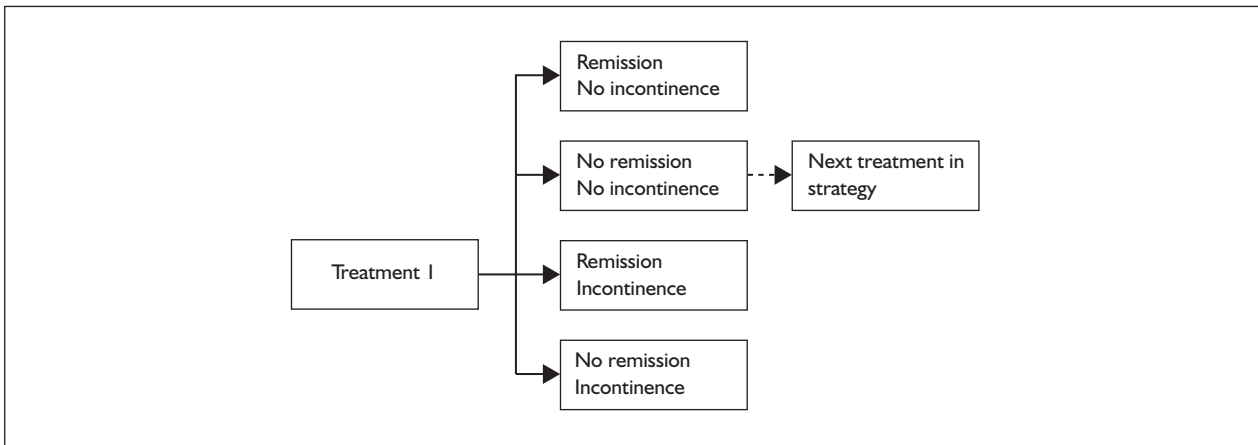 Remission
No incontinence
No remission
No incontinence
Next treatment in
strategy
Treatment 1
Remission
Incontinence
No remission
Incontinence